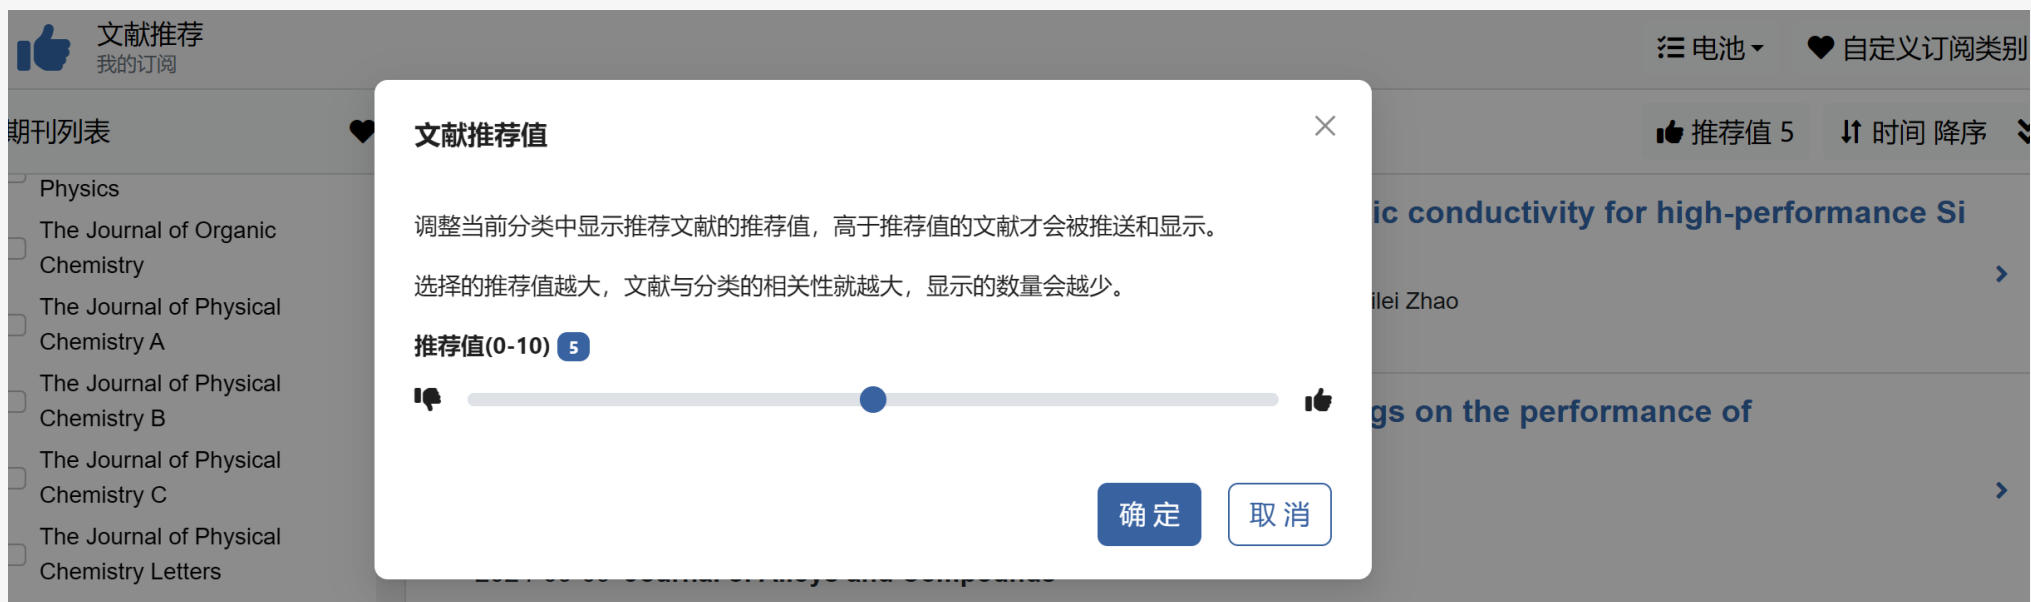 文献推荐
我的订阅
电池
自定义订阅类别
期刊列表
推荐值 5
时间 降序
Physics
The Journal of Organic
Chemistry
The Journal of Physical
Chemistry A
The Journal of Physical
Chemistry B
The Journal of Physical
Chemistry C
The Journal of Physical
Chemistry Letters
文献推荐值
调整当前分类中显示推荐文献的推荐值，高于推荐值的文献才会被推送和显示。
选择的推荐值越大，文献与分类的相关性就越大，显示的数量会越少。
推荐值(0-10) 5
确 定
取 消
ic conductivity for high-performance Si
ilei Zhao
gs on the performance of
Journal of Alloys and Compounds